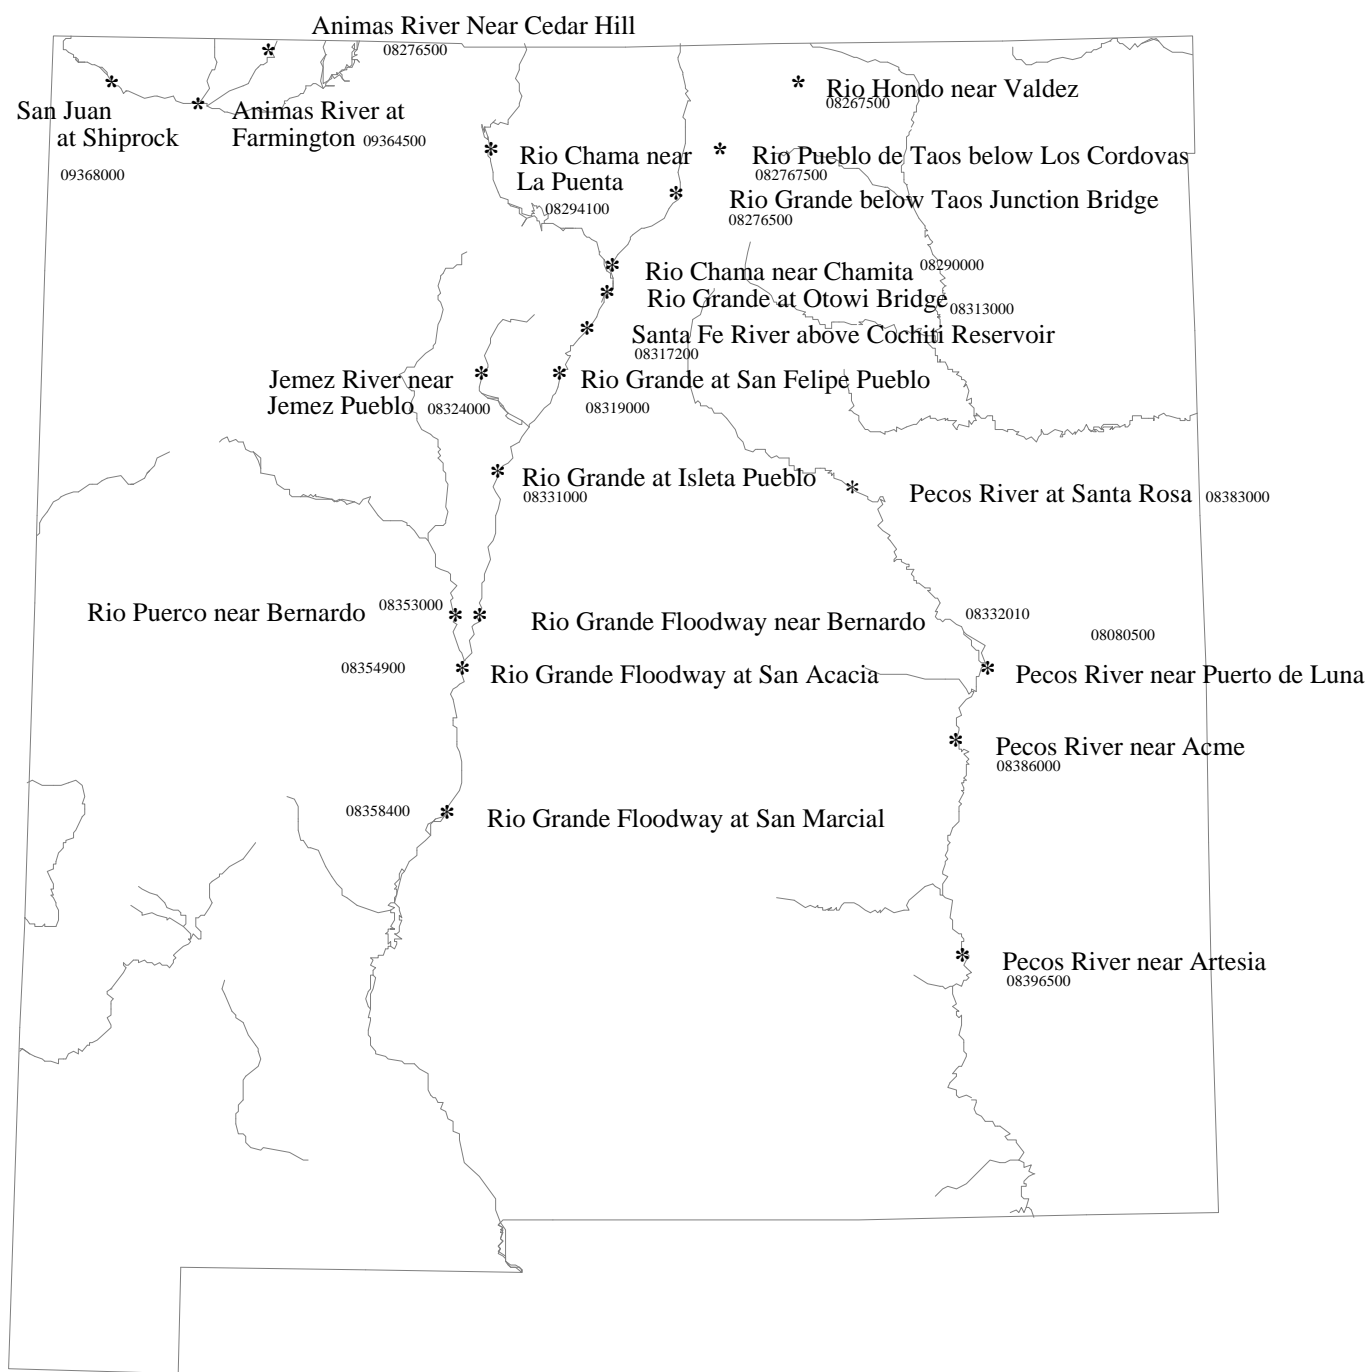 Animas River Near Cedar Hill
08276500
San Juan
at Shiprock
09368000
Animas River at
Farmington 09364500
Rio Hondo near Valdez
08267500
Rio Chama near
La Puenta
08294100
Rio Pueblo de Taos below Los Cordovas
082767500
Rio Grande below Taos Junction Bridge
08276500
Rio Chama near Chamita 08290000
Rio Grande at Otowi Bridge 08313000
Santa Fe River above Cochiti Reservoir
08317200
Jemez River near
Jemez Pueblo 08324000
Rio Grande at San Felipe Pueblo
08319000
Rio Grande at Isleta Pueblo
08331000
Pecos River at Santa Rosa 08383000
Rio Puerco near Bernardo 08353000
Rio Grande Floodway near Bernardo 08332010
08080500
08354900 Rio Grande Floodway at San Acacia
Pecos River near Puerto de Luna
Pecos River near Acme
08386000
08358400 Rio Grande Floodway at San Marcial
Pecos River near Artesia
08396500